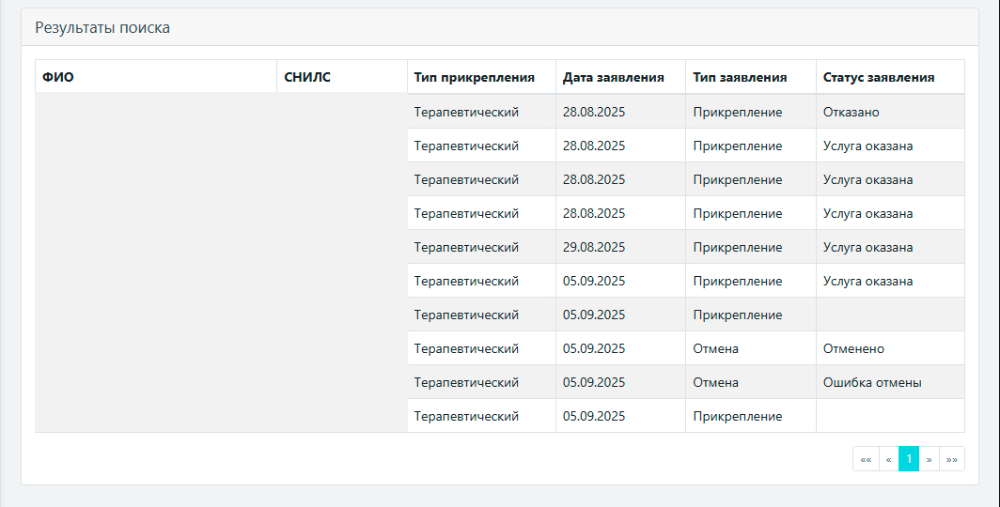 Результаты поиска
ФИО СНИЛС Тип прикрепления Дата заявления Тип заявления Статус заявления
Терапевтический 28.08.2025 Прикрепление Отказано
Терапевтический 28.08.2025 Прикрепление Услуга оказана
Терапевтический 28.08.2025 Прикрепление Услуга оказана
Терапевтический 28.08.2025 Прикрепление Услуга оказана
Терапевтический 29.08.2025 Прикрепление Услуга оказана
Терапевтический 05.09.2025 Прикрепление Услуга оказана
Терапевтический 05.09.2025 Прикрепление
Терапевтический 05.09.2025 Отмена Отменено
Терапевтический 05.09.2025 Отмена Ошибка отмены
Терапевтический 05.09.2025 Прикрепление
«« « 1 » »»